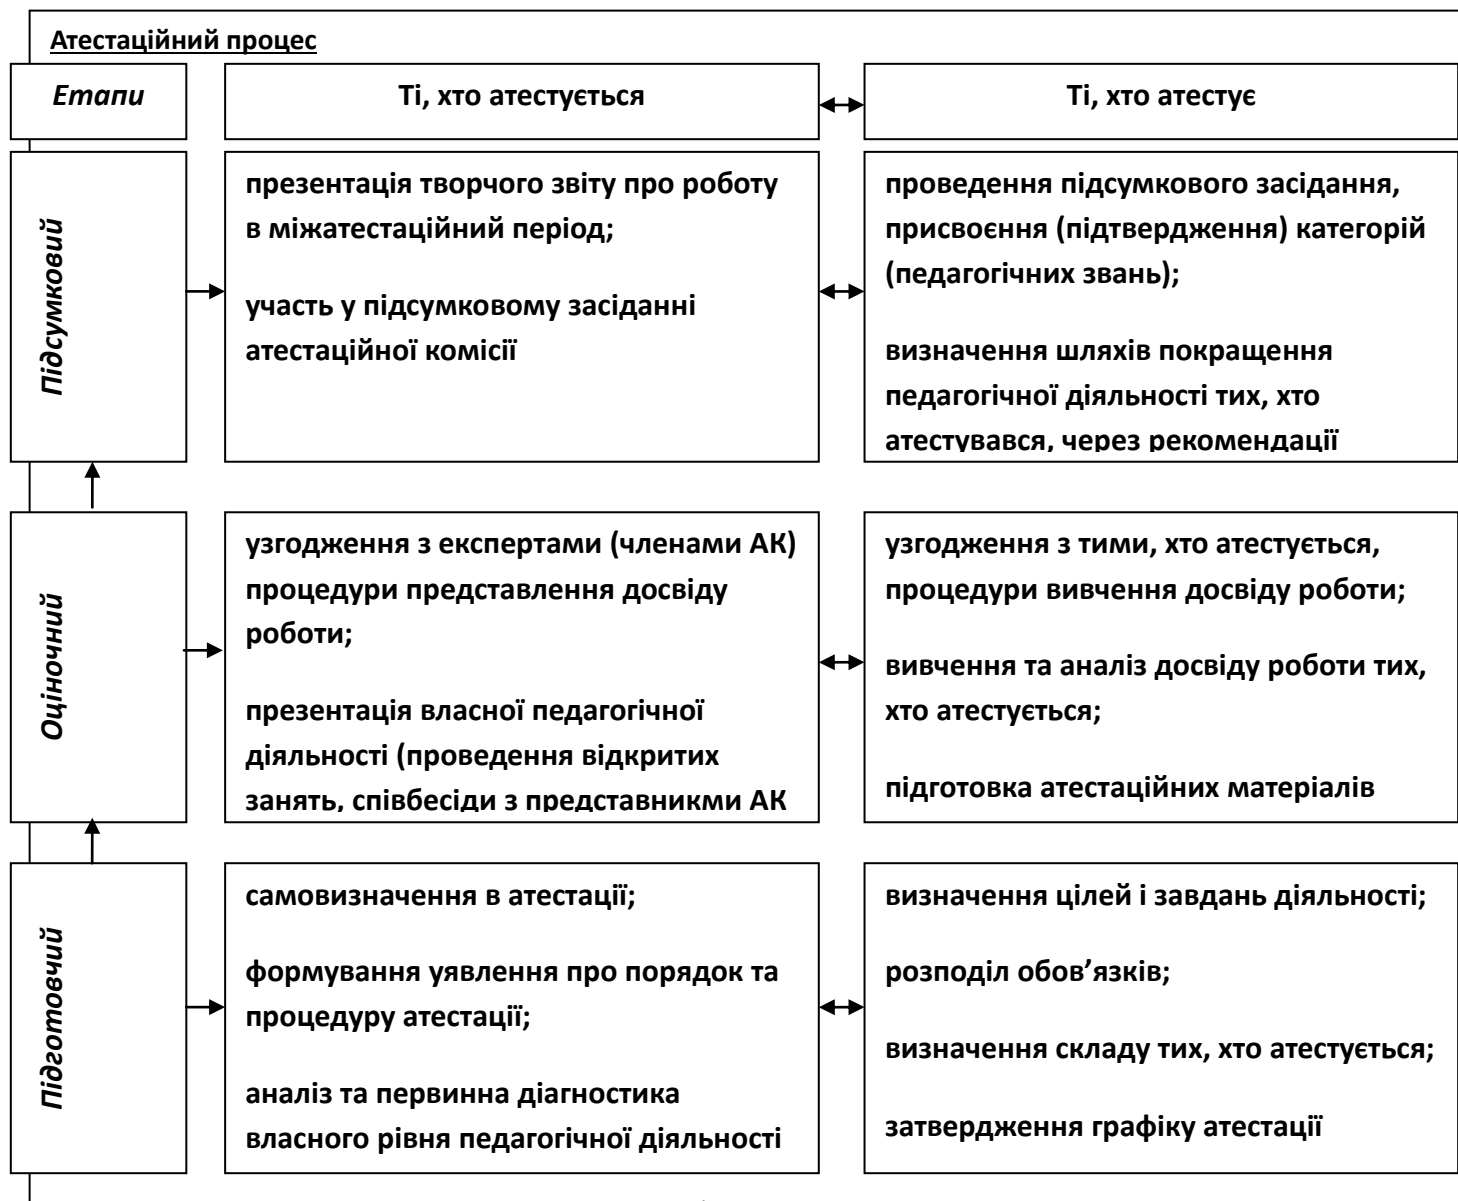 Атестаційний процес
Етапи
Ті, хто атестується
Ті, хто атестує
Підсумковий
презентація творчого звіту про роботу
в міжатестаційний період;
участь у підсумковому засіданні
атестаційної комісії
проведення підсумкового засідання,
присвоєння (підтвердження) категорій
(педагогічних звань);
визначення шляхів покращення
педагогічної діяльності тих, хто
атестувався, через рекомендації
Оціночний
узгодження з експертами (членами АК)
процедури представлення досвіду
роботи;
презентація власної педагогічної
діяльності (проведення відкритих
занять, співбесіди з представникми АК
узгодження з тими, хто атестується,
процедури вивчення досвіду роботи;
вивчення та аналіз досвіду роботи тих,
хто атестується;
підготовка атестаційних матеріалів
Підготовчий
самовизначення в атестації;
формування уявлення про порядок та
процедуру атестації;
аналіз та первинна діагностика
власного рівня педагогічної діяльності
визначення цілей і завдань діяльності;
розподіл обов’язків;
визначення складу тих, хто атестується;
затвердження графіку атестації